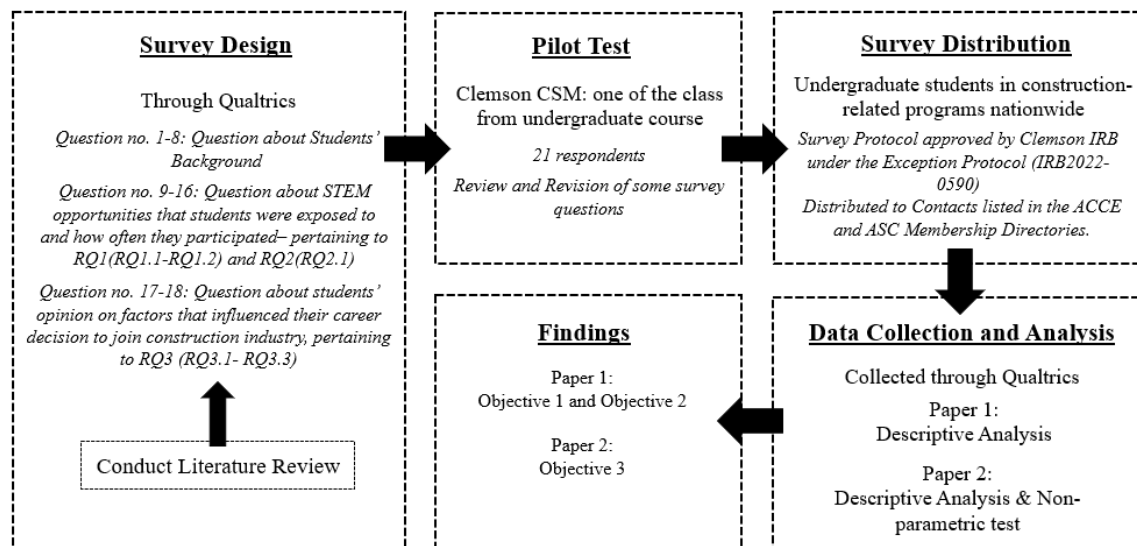 Survey Design
Through Qualtrics
Question no. 1-8: Question about Students'
Background
Question no. 9-16: Question about STEM
opportunities that students were exposed to
and how often they participated– pertaining to
RQ1(RQ1.1-RQ1.2) and RQ2(RQ2.1)
Question no. 17-18: Question about students'
opinion on factors that influenced their career
decision to join construction industry, pertaining
to RQ3 (RQ3.1- RQ3.3)
Conduct Literature Review
Pilot Test
Clemson CSM: one of the class
from undergraduate course
21 respondents
Review and Revision of some survey
questions
Survey Distribution
Undergraduate students in construction-
related programs nationwide
Survey Protocol approved by Clemson IRB
under the Exception Protocol (IRB2022-
0590)
Distributed to Contacts listed in the ACCE
and ASC Membership Directories.
Data Collection and Analysis
Collected through Qualtrics
Paper 1:
Descriptive Analysis
Paper 2:
Descriptive Analysis & Non-
parametric test
Findings
Paper 1:
Objective 1 and Objective 2
Paper 2:
Objective 3